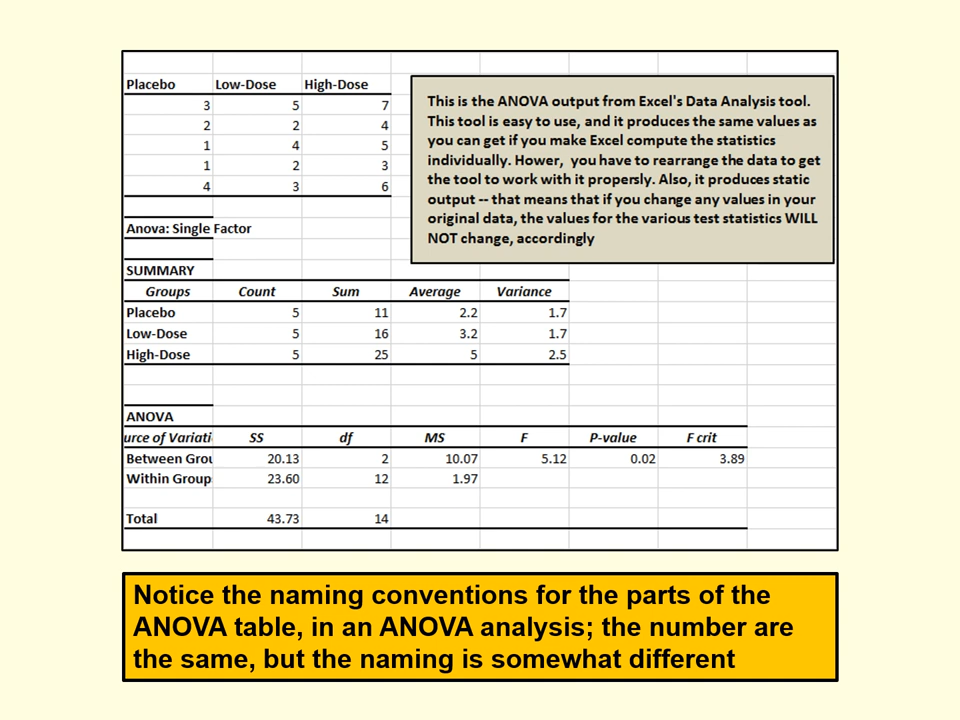 Placebo Low-Dose High-Dose
3 5 7
2 2 4
1 4 5
1 2 3
4 3 6
This is the ANOVA output from Excel's Data Analysis tool.
This tool is easy to use, and it produces the same values as
you can get if you make Excel compute the statistics
individually. Hower, you have to rearrange the data to get
the tool to work with it propersly. Also, it produces static
output -- that means that if you change any values in your
original data, the values for the various test statistics WILL
NOT change, accordingly
Anova: Single Factor
SUMMARY
Groups Count Sum Average Variance
Placebo 5 11 2.2 1.7
Low-Dose 5 16 3.2 1.7
High-Dose 5 25 5 2.5
ANOVA
urce of Variati SS df MS F P-value F crit
Between Grou 20.13 2 10.07 5.12 0.02 3.89
Within Group 23.60 12 1.97
Total 43.73 14
Notice the naming conventions for the parts of the
ANOVA table, in an ANOVA analysis; the number are
the same, but the naming is somewhat different